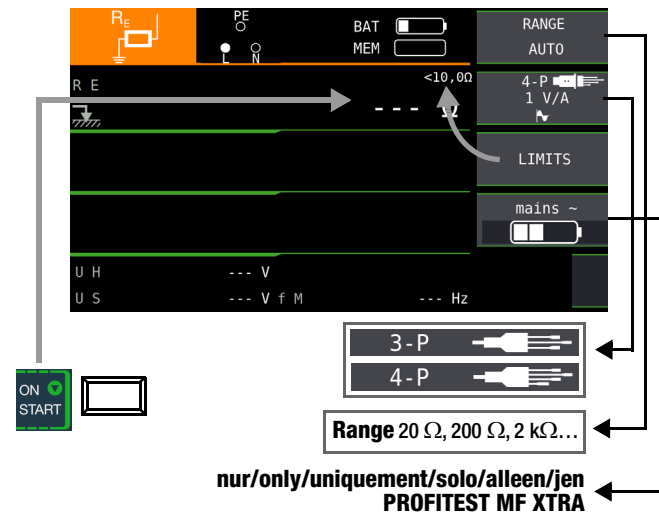 RE
PE
L N
BAT
MEM
RANGE
AUTO
R E
<10,0Ω
--- Ω
4-P
1 V/A
LIMITS
mains ~
U H --- V
U S --- V f M --- Hz
3-P
4-P
ON
START
Range 20 Ω, 200 Ω, 2 kΩ...
nur/only/uniquement/solo/alleen/jen
PROFITEST MF XTRA